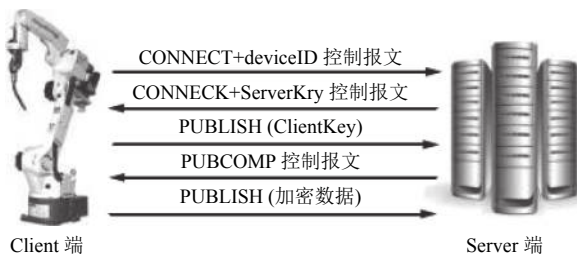 CONNECT+deviceID 控制报文
CONNECK+ServerKry 控制报文
PUBLISH (ClientKey)
PUBCOMP 控制报文
PUBLISH (加密数据)
Client 端
Server 端